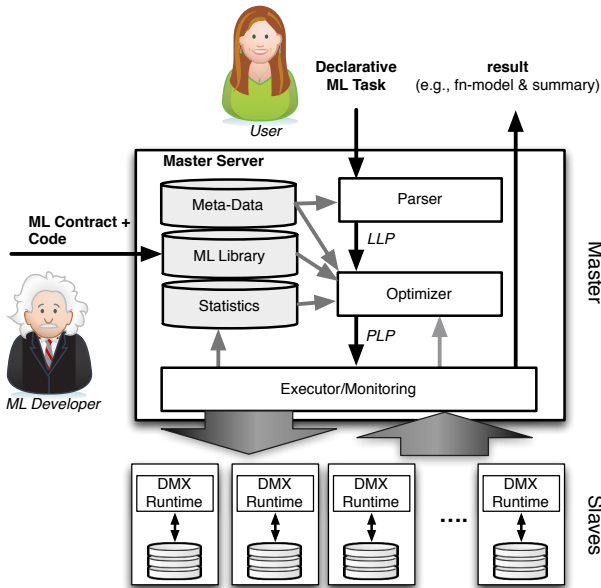 Declarative
ML Task
result
(e.g., fn-model & summary)
User
Master Server
Meta-Data
Parser
ML Contract +
Code
LLP
ML Library
Master
Statistics
Optimizer
PLP
ML Developer
Executor/Monitoring
DMX
Runtime
DMX
Runtime
DMX
Runtime
....
DMX
Runtime
Slaves